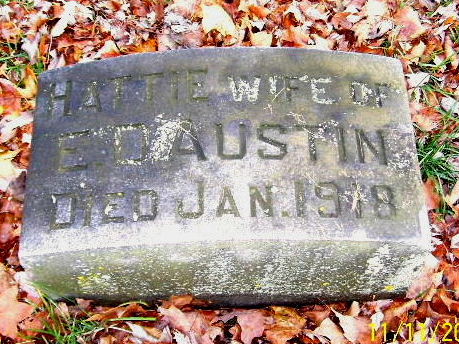 HATTIE WIFE OF
E. D. AUSTIN
DIED JAN. 1918
11/11/20